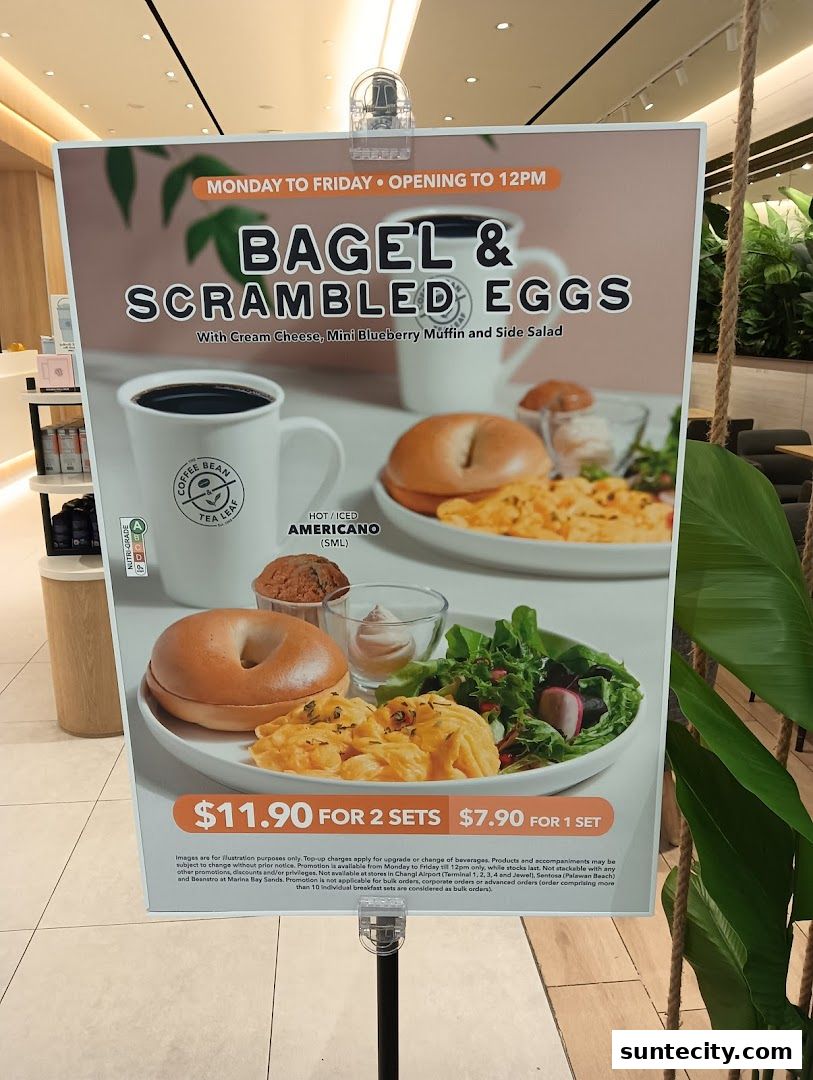 MONDAY TO FRIDAY • OPENING TO 12PM
BAGEL &
SCRAMBLED EGGS
With Cream Cheese, Mini Blueberry Muffin and Side Salad
THE
COFFEE BEAN
&
TEA LEAF
HOT / ICED
AMERICANO
(SML)
NUTRI-GRADE
A
B
C
D
$11.90 FOR 2 SETS $7.90 FOR 1 SET
Images are for illustration purposes only. Top-up charges apply for upgrade or change of beverages. Products and accompaniments may be
subject to change without prior notice. Promotion is available from Monday to Friday till 12pm only, while stocks last. Not stackable with any
other promotions, discounts and/or privileges. Not available at stores in Changi Airport (Terminal 1, 2, 3, 4 and Jewel), Sentosa (Palawan Beach)
and Beanstro at Marina Bay Sands. Promotion is not applicable for bulk orders, corporate orders or advanced orders (order comprising more
than 10 individual breakfast sets are considered as bulk orders).
suntecity.com